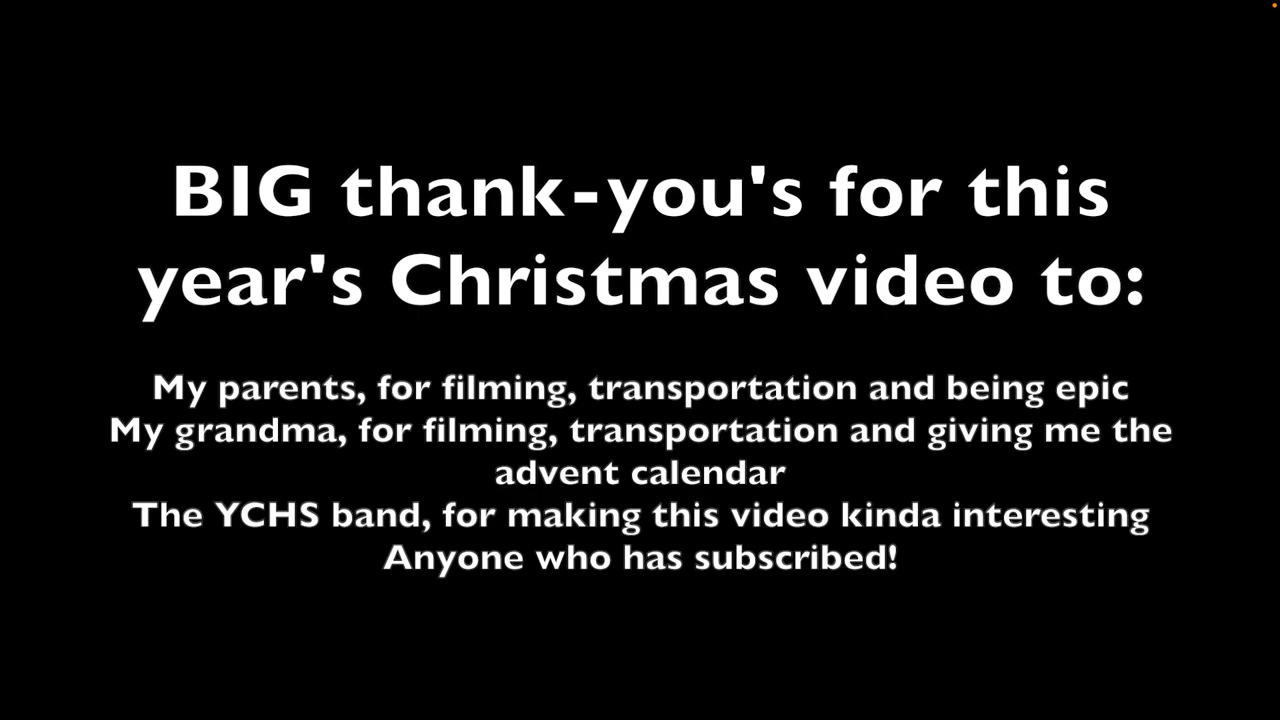 BIG thank-you's for this
year's Christmas video to:
My parents, for filming, transportation and being epic
My grandma, for filming, transportation and giving me the
advent calendar
The YCHS band, for making this video kinda interesting
Anyone who has subscribed!